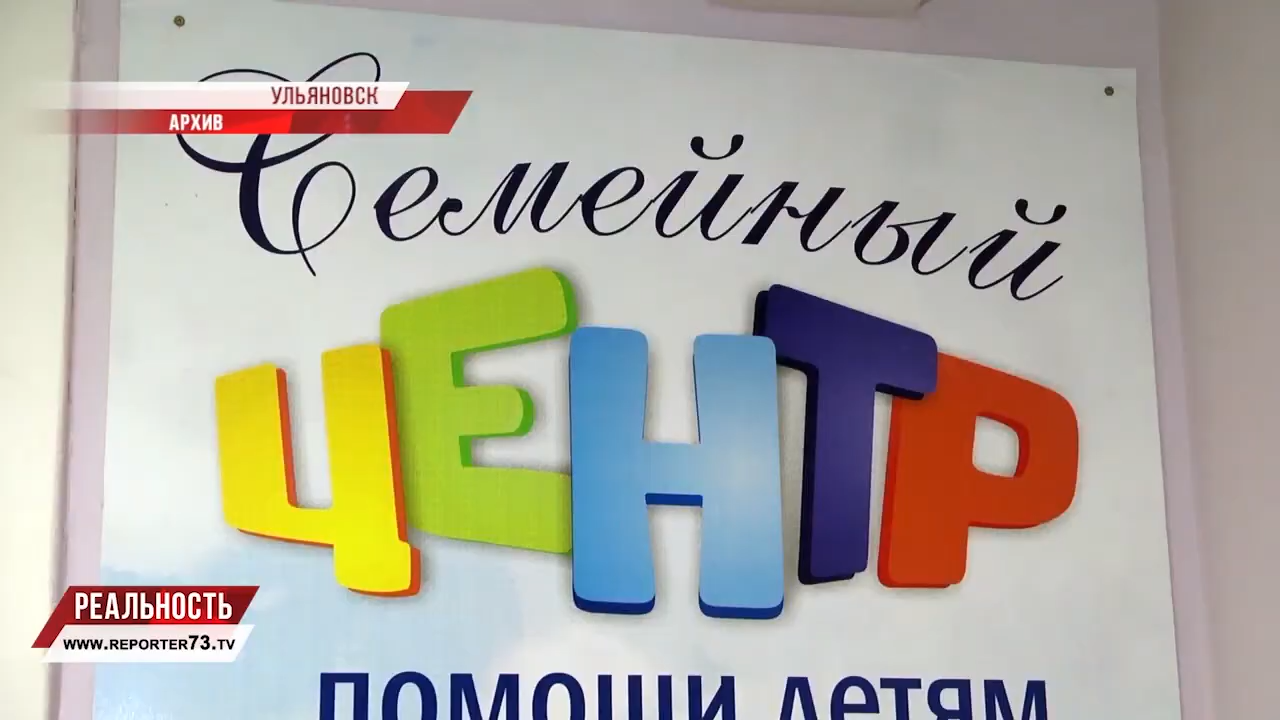 УЛЬЯНОВСК
АРХИВ
Семейный
ЦЕНТР
помощи детям
РЕАЛЬНОСТЬ
WWW.REPORTER73.TV